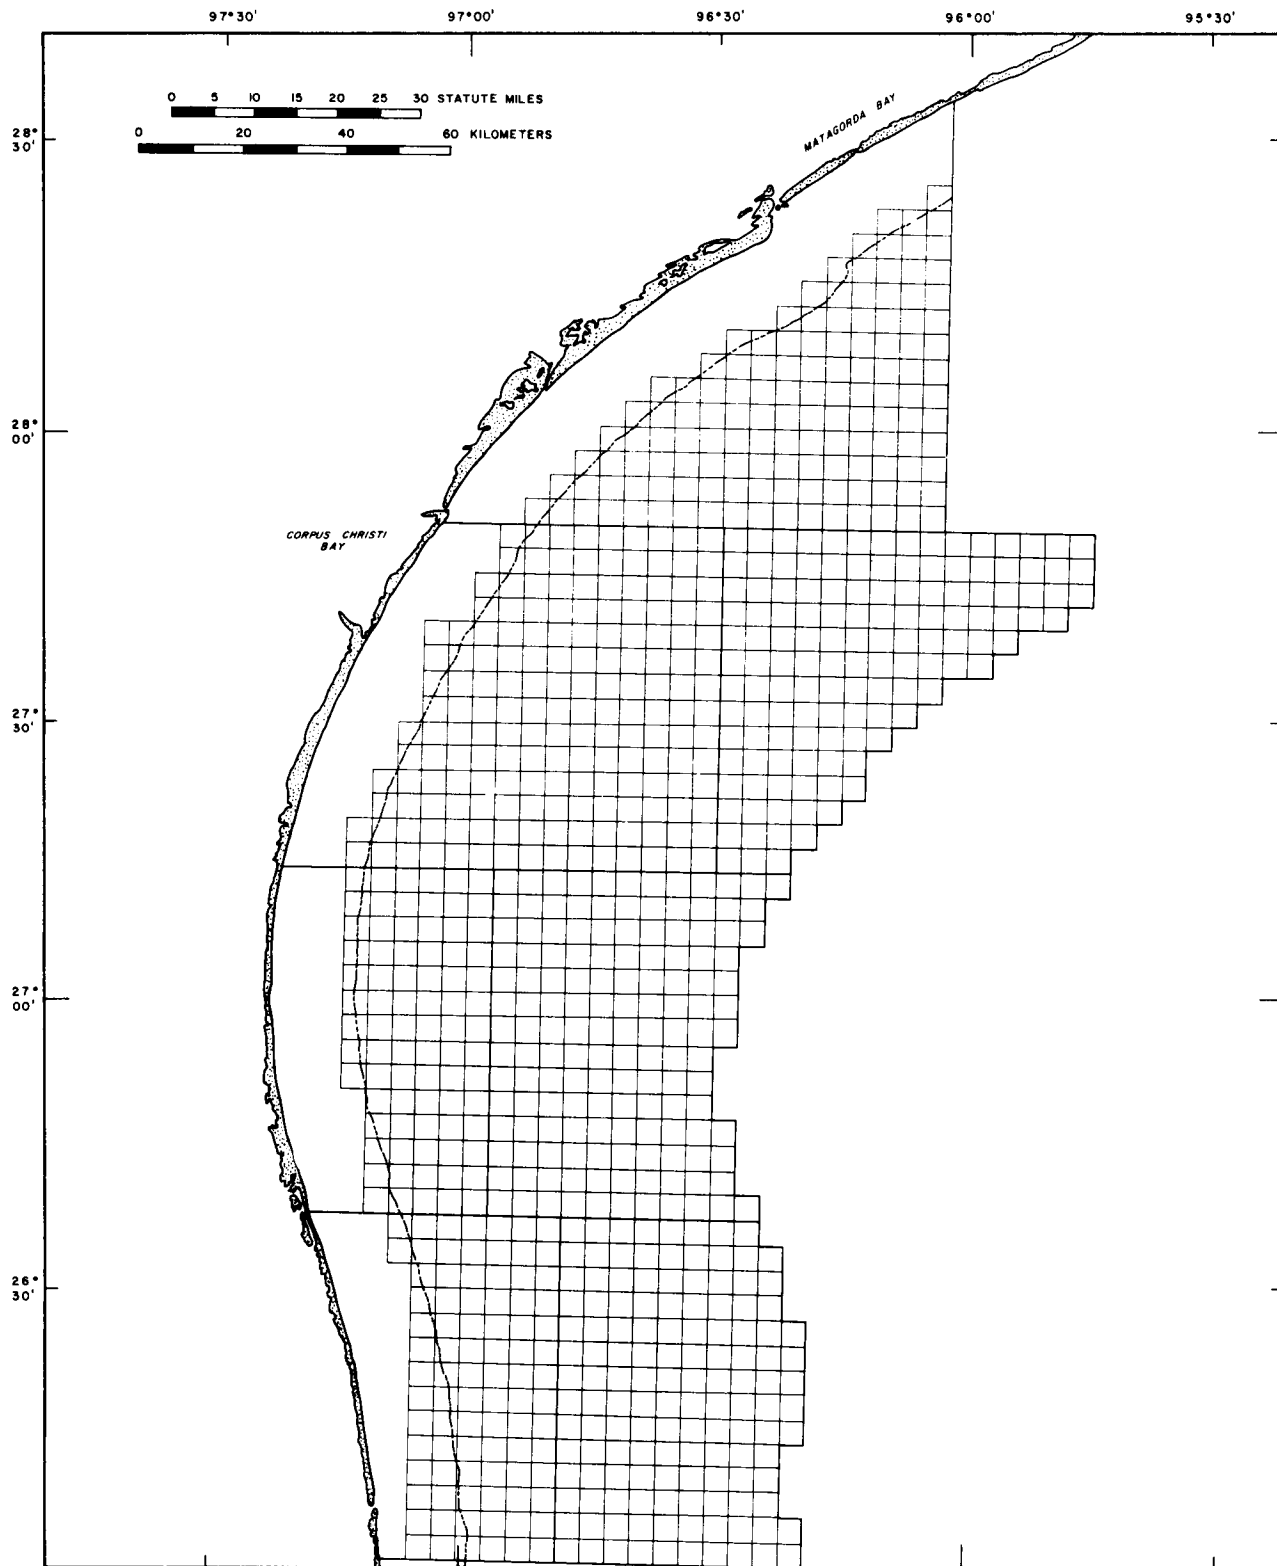 97°30' 97°00' 96°30' 96°00' 95°30'
0 5 10 15 20 25 30 STATUTE MILES
0 20 40 60 KILOMETERS
MATAGORDA BAY
28°
30'
28°
00'
CORPUS CHRISTI
BAY
27°
30'
27°
00'
26°
30'